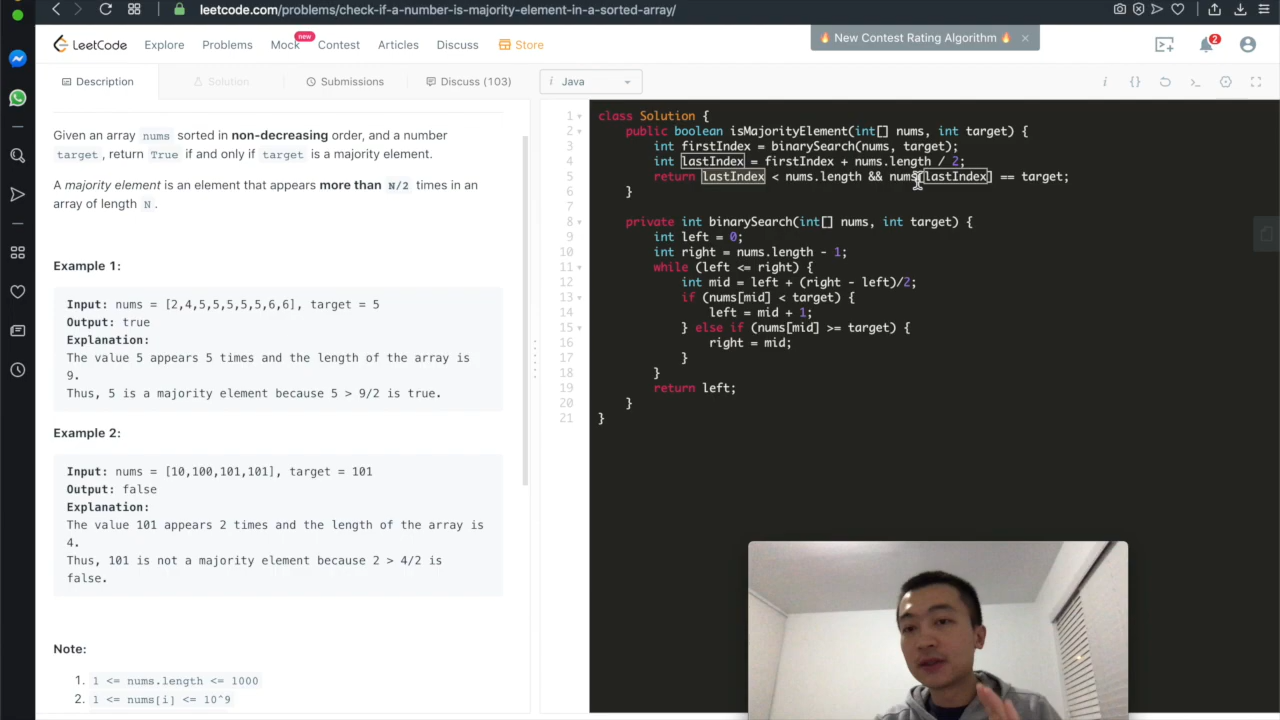 leetcode.com/problems/check-if-a-number-is-majority-element-in-a-sorted-array/
LeetCode Explore Problems Mock new Contest Articles Discuss Store
🔥 New Contest Rating Algorithm 🔥 ×
2
Description Solution Submissions Discuss (103)
i Java
Given an array nums sorted in non-decreasing order, and a number
target, return True if and only if target is a majority element.
A majority element is an element that appears more than N/2 times in an
array of length N.
Example 1:
Input: nums = [2,4,5,5,5,5,5,6,6], target = 5
Output: true
Explanation:
The value 5 appears 5 times and the length of the array is
9.
Thus, 5 is a majority element because 5 > 9/2 is true.
Example 2:
Input: nums = [10,100,101,101], target = 101
Output: false
Explanation:
The value 101 appears 2 times and the length of the array is
4.
Thus, 101 is not a majority element because 2 > 4/2 is
false.
Note:
1. 1 <= nums.length <= 1000
2. 1 <= nums[i] <= 10^9
1 class Solution {
2 public boolean isMajorityElement(int[] nums, int target) {
3 int firstIndex = binarySearch(nums, target);
4 int lastIndex = firstIndex + nums.length / 2;
5 return lastIndex < nums.length && nums[lastIndex] == target;
6 }
7
8 private int binarySearch(int[] nums, int target) {
9 int left = 0;
10 int right = nums.length - 1;
11 while (left <= right) {
12 int mid = left + (right - left)/2;
13 if (nums[mid] < target) {
14 left = mid + 1;
15 } else if (nums[mid] >= target) {
16 right = mid;
17 }
18 }
19 return left;
20 }
21 }